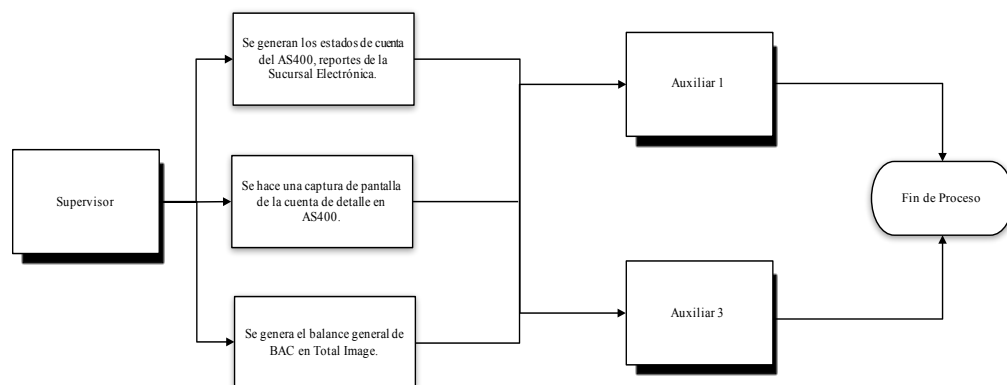 Se generan los estados de cuenta
del AS400, reportes de la
Sucursal Electrónica.
Auxiliar 1
Supervisor
Se hace una captura de pantalla
de la cuenta de detalle en
AS400.
Fin de Proceso
Se genera el balance general de
BAC en Total Image.
Auxiliar 3